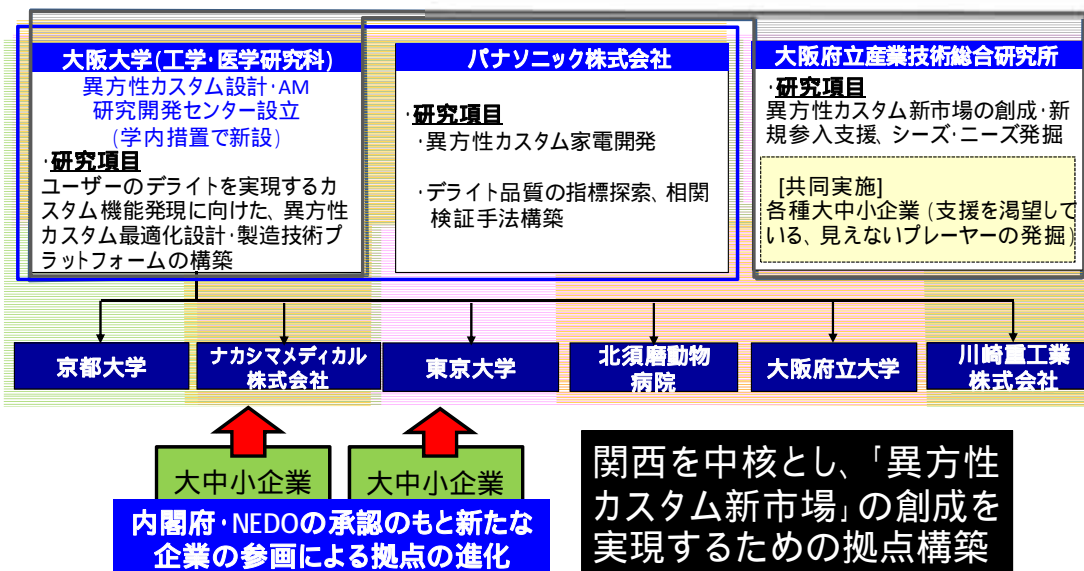 大阪大学(工学・医学研究科)
異方性カスタム設計・AM
研究開発センター設立
(学内措置で新設)
・研究項目
ユーザーのデライトを実現するカ
スタム機能発現に向けた、異方性
カスタム最適化設計・製造技術プ
ラットフォームの構築
パナソニック株式会社
・研究項目
・異方性カスタム家電開発
・デライト品質の指標探索、相関
検証手法構築
大阪府立産業技術総合研究所
・研究項目
異方性カスタム新市場の創成・新
規参入支援、シーズ・ニーズ発掘
[共同実施]
各種大中小企業(支援を渇望して
いる、見えないプレーヤーの発掘)
京都大学
ナカシマメディカル
株式会社
東京大学
北須磨動物
病院
大阪府立大学
川崎重工業
株式会社
大中小企業
大中小企業
内閣府・NEDOの承認のもと新たな
企業の参画による拠点の進化
関西を中核とし、「異方性
カスタム新市場」の創成を
実現するための拠点構築